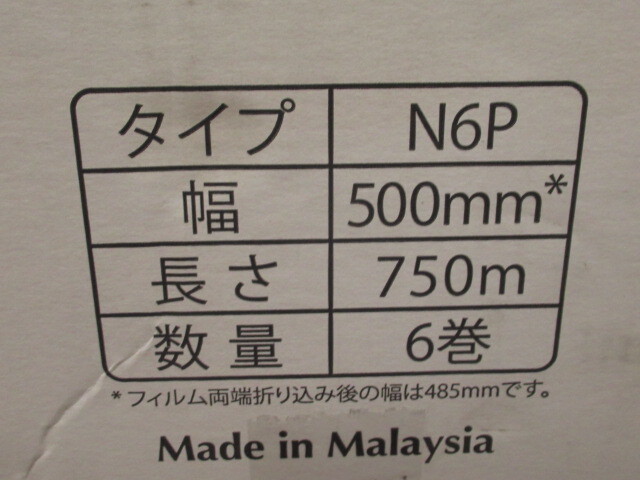 タイプ N6P
幅 500mm*
長さ 750m
数量 6巻
*フィルム両端折り込み後の幅は485mmです。
Made in Malaysia